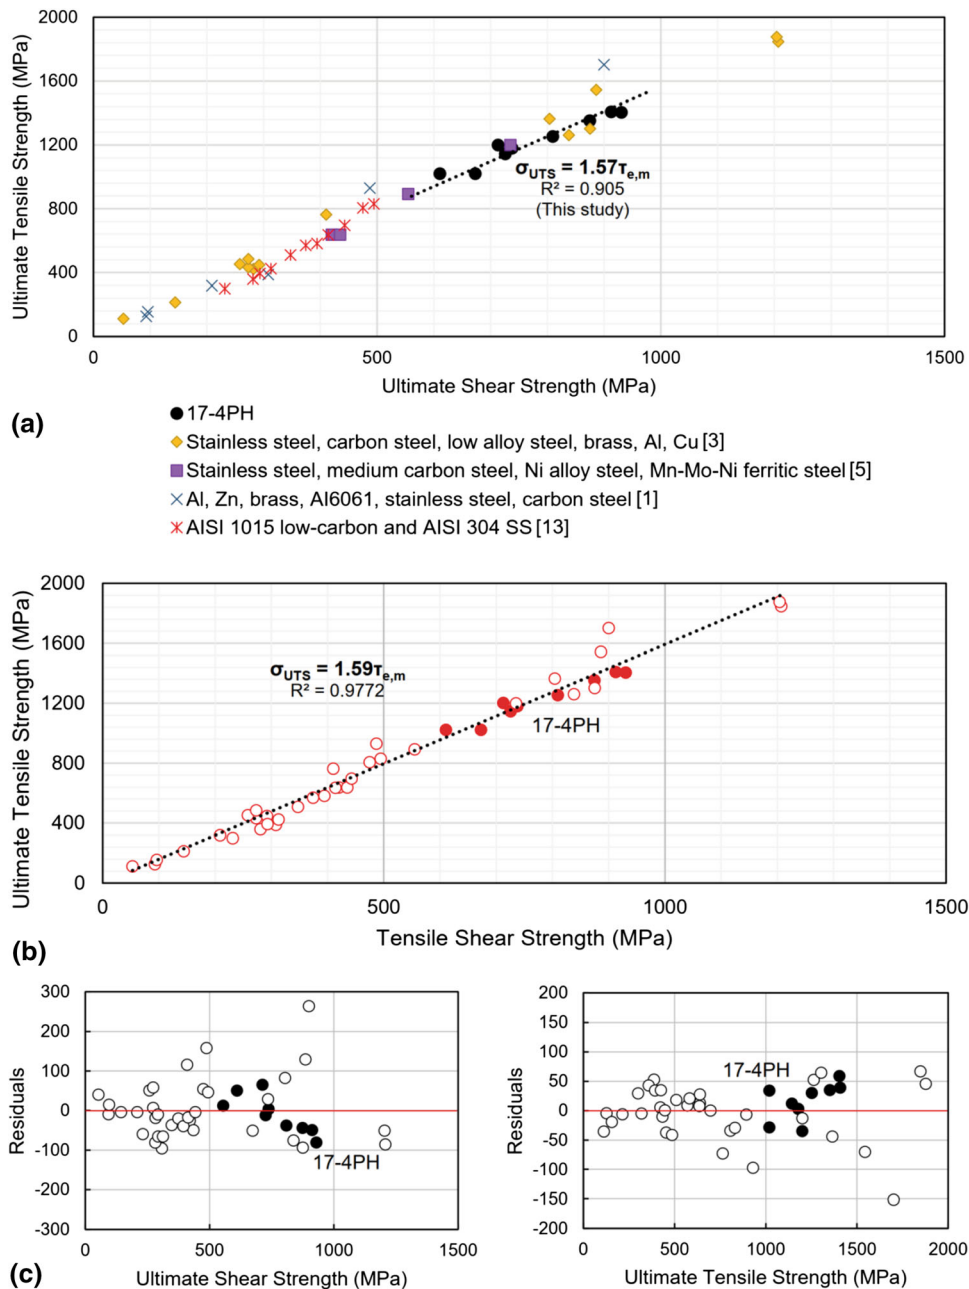 2000
1600
1200
800
400
0
Ultimate Tensile Strength (MPa)
σUTS = 1.57τe,m
R² = 0.905
(This study)
0 500 1000 1500
Ultimate Shear Strength (MPa)
(a)
17-4PH
Stainless steel, carbon steel, low alloy steel, brass, Al, Cu [3]
Stainless steel, medium carbon steel, Ni alloy steel, Mn-Mo-Ni ferritic steel [5]
Al, Zn, brass, Al6061, stainless steel, carbon steel [1]
AISI 1015 low-carbon and AISI 304 SS [13]
2000
1600
1200
800
400
0
Ultimate Tensile Strength (MPa)
σUTS = 1.59τe,m
R² = 0.9772
17-4PH
0 500 1000 1500
Tensile Shear Strength (MPa)
(b)
300
200
100
0
-100
-200
-300
Residuals
17-4PH
0 500 1000 1500
Ultimate Shear Strength (MPa)
(c)
200
150
100
50
0
-50
-100
-150
-200
Residuals
17-4PH
0 500 1000 1500 2000
Ultimate Tensile Strength (MPa)